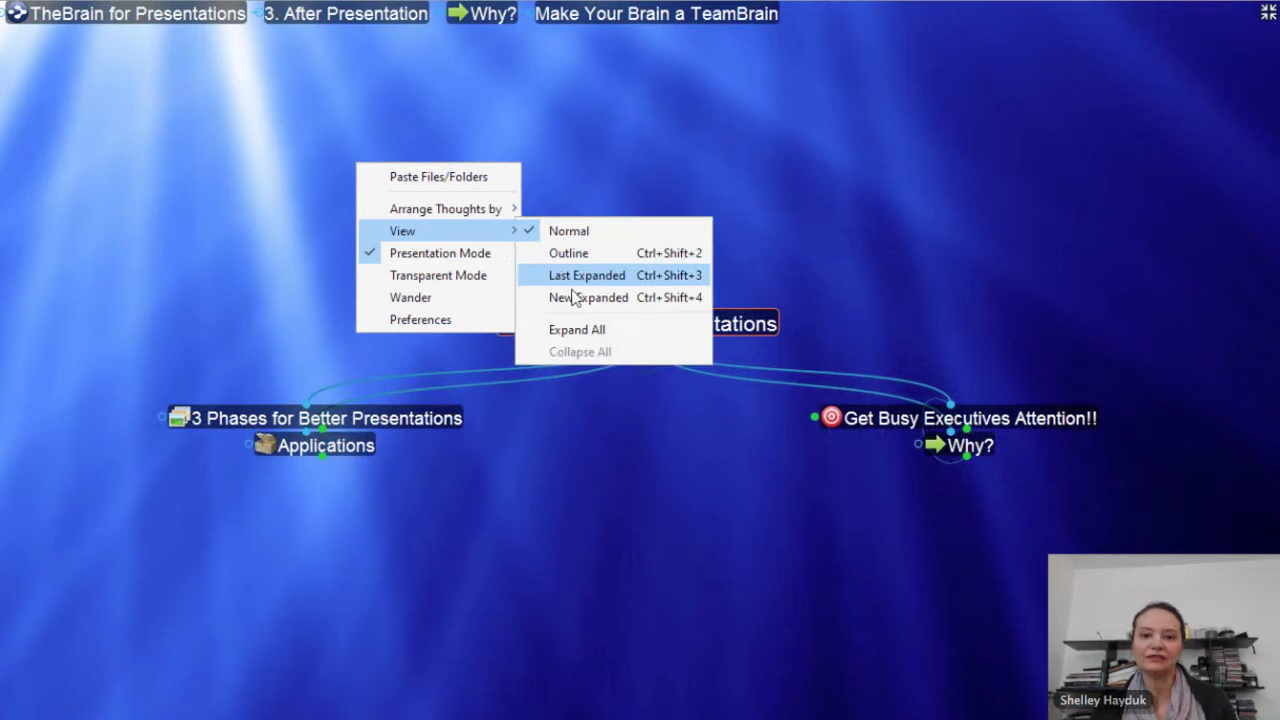 TheBrain for Presentations 3. After Presentation Why? Make Your Brain a TeamBrain
Paste Files/Folders
Arrange Thoughts by
View
Presentation Mode
Transparent Mode
Wander
Preferences
Normal
Outline Ctrl+Shift+2
Last Expanded Ctrl+Shift+3
New Expanded Ctrl+Shift+4
Expand All
Collapse All
tations
3 Phases for Better Presentations
Applications
Get Busy Executives Attention!!
Why?
Shelley Hayduk